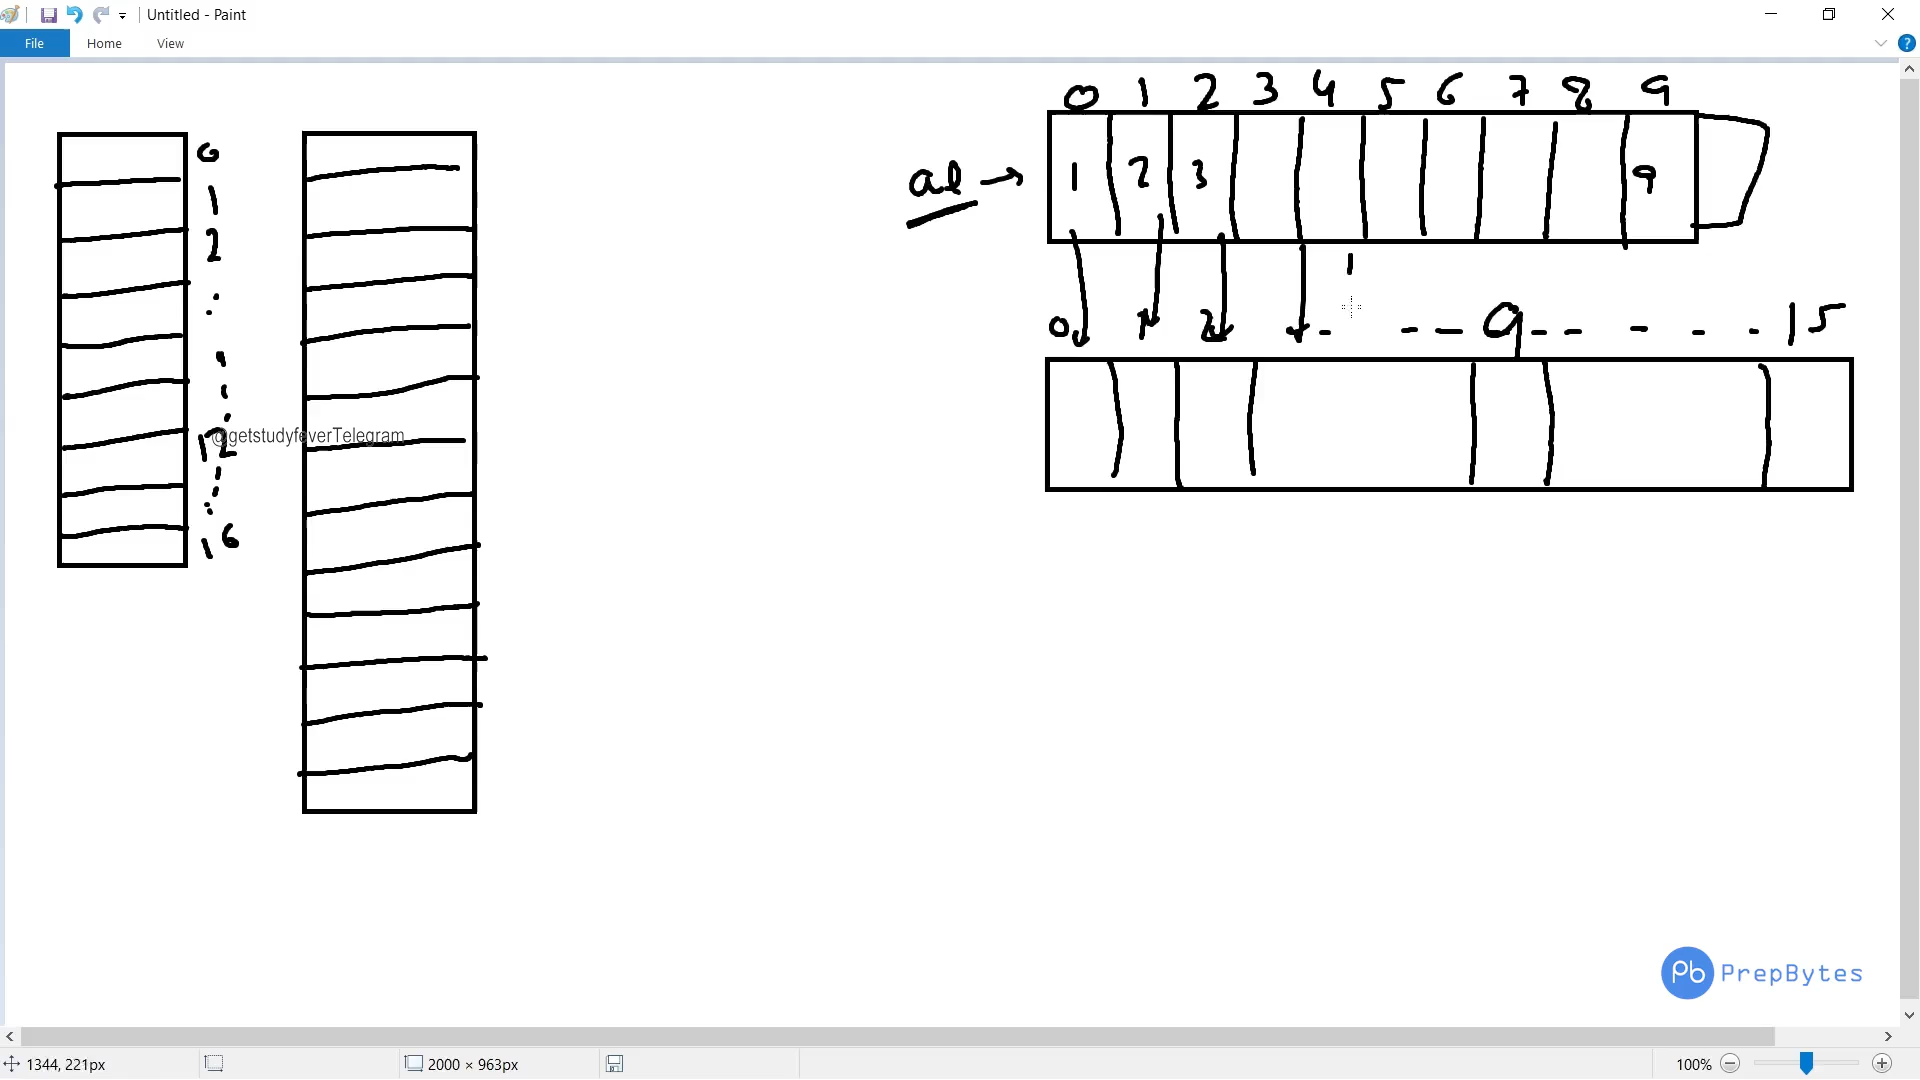 Untitled - Paint
File Home View
0 1 2 3 4 5 6 7 8 9
al → 1 2 3 9
0 1 2 - - - 9 - - - - - 15
0
1
2
12
16
@getstudyfeverTelegram
Pb PrepBytes
1344, 221px
2000 × 963px
100%